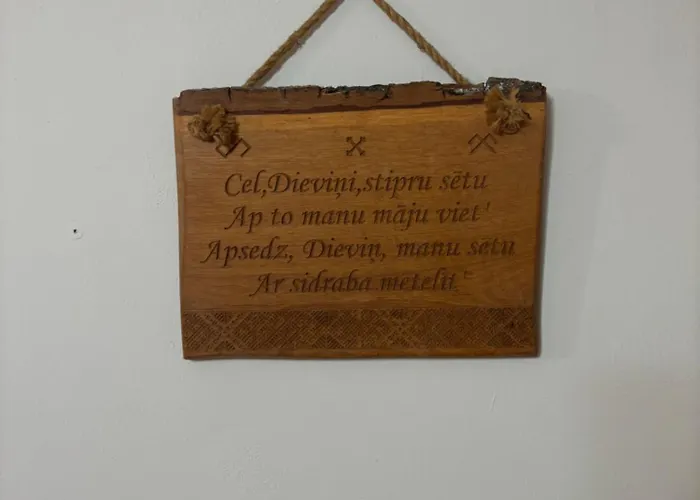 Cel,Dieviņi,stipru sētu
Ap to manu māju viet'
Apsedz, Dieviņ, manu sētu
Ar sidraba mētelīt'